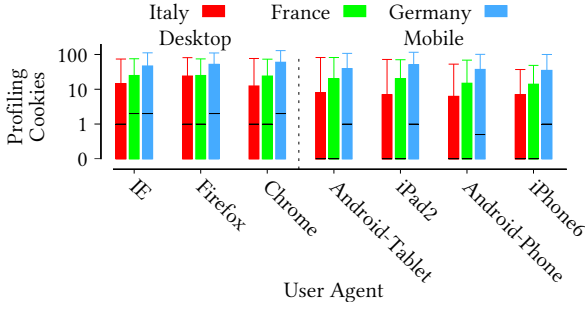 Italy France Germany
Desktop Mobile
Profiling
Cookies
100
10
1
0
IE
Firefox
Chrome
Android-Tablet
iPad2
Android-Phone
iPhone6
User Agent